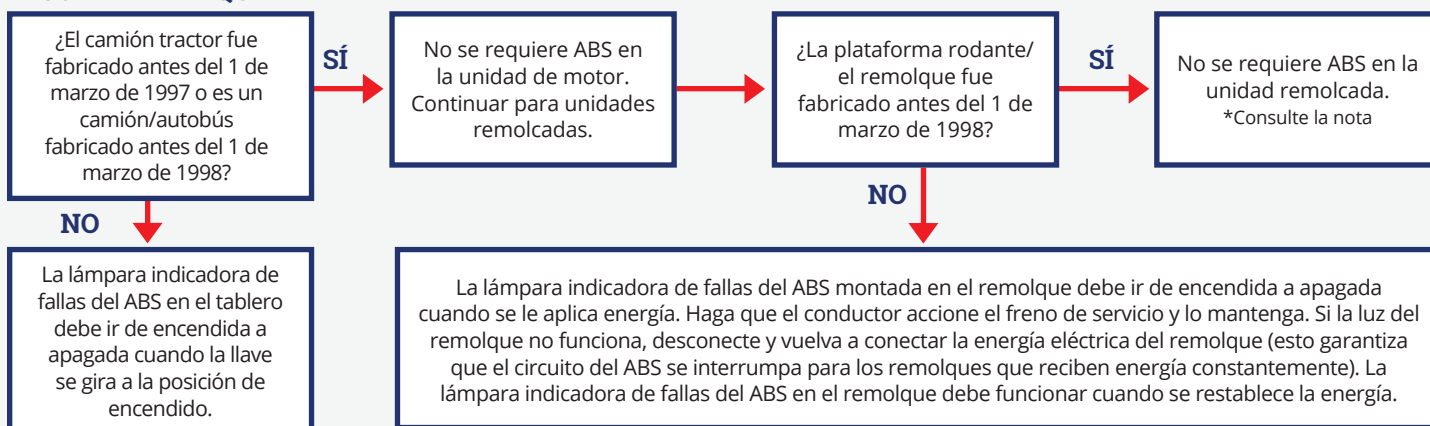 ¿El camión tractor fue
fabricado antes del 1 de
marzo de 1997 o es un
camión/autobús
fabricado antes del 1 de
marzo de 1998?
SÍ
No se requiere ABS en
la unidad de motor.
Continuar para unidades
remolcadas.
¿La plataforma rodante/
el remolque fue
fabricado antes del 1 de
marzo de 1998?
SÍ
No se requiere ABS en la
unidad remolcada.
*Consulte la nota
NO
NO
La lámpara indicadora de
fallas del ABS en el tablero
debe ir de encendida a
apagada cuando la llave
se gira a la posición de
encendido.
La lámpara indicadora de fallas del ABS montada en el remolque debe ir de encendida a apagada
cuando se le aplica energía. Haga que el conductor accione el freno de servicio y lo mantenga. Si la luz del
remolque no funciona, desconecte y vuelva a conectar la energía eléctrica del remolque (esto garantiza
que el circuito del ABS se interrumpa para los remolques que reciben energía constantemente). La
lámpara indicadora de fallas del ABS en el remolque debe funcionar cuando se restablece la energía.